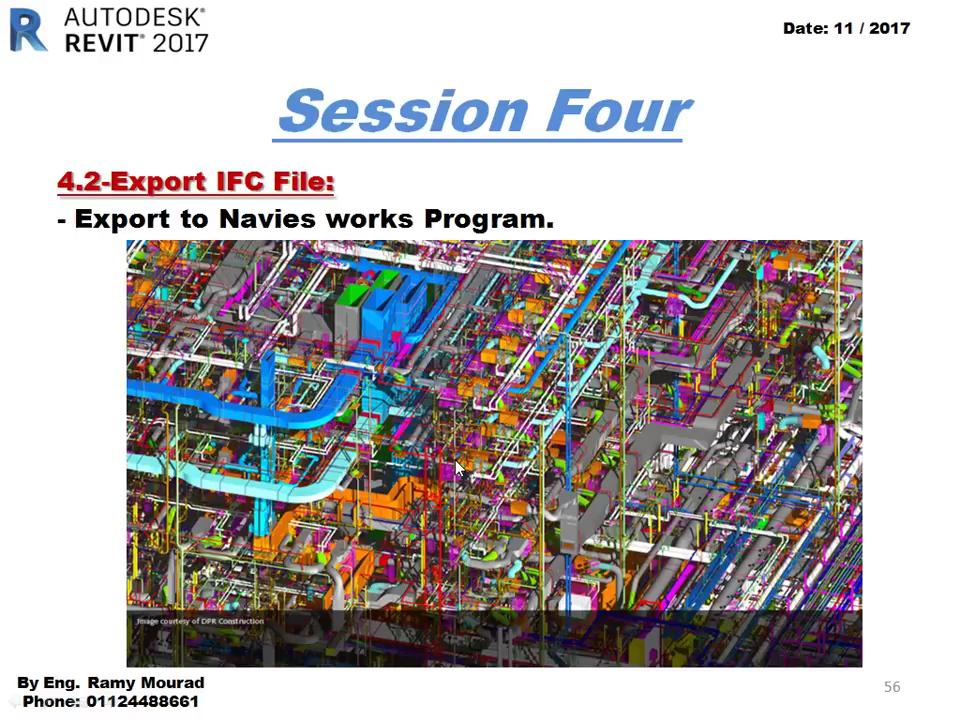 AUTODESK®
REVIT® 2017
Date: 11 / 2017
Session Four
4.2-Export IFC File:
- Export to Navies works Program.
Image courtesy of DPR Construction
By Eng. Ramy Mourad
Phone: 01124488661
56